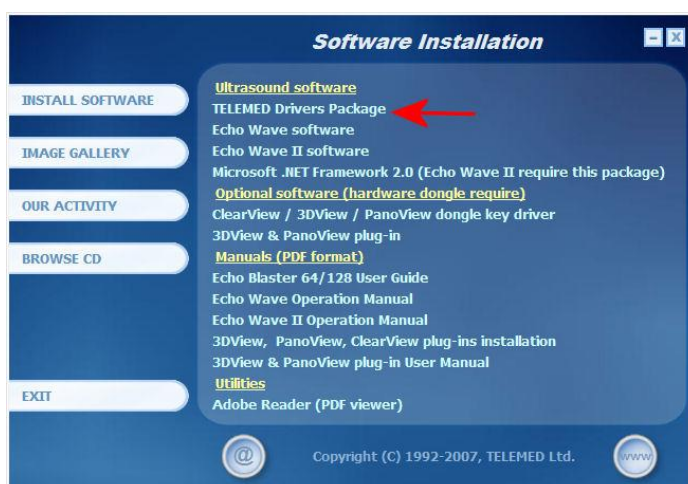 Software Installation
INSTALL SOFTWARE
IMAGE GALLERY
OUR ACTIVITY
BROWSE CD
EXIT
Ultrasound software
TELEMED Drivers Package
Echo Wave software
Echo Wave II software
Microsoft .NET Framework 2.0 (Echo Wave II require this package)
Optional software (hardware dongle require)
ClearView / 3DView / PanoView dongle key driver
3DView & PanoView plug-in
Manuals (PDF format)
Echo Blaster 64/128 User Guide
Echo Wave Operation Manual
Echo Wave II Operation Manual
3DView, PanoView, ClearView plug-ins installation
3DView & PanoView plug-in User Manual
Utilities
Adobe Reader (PDF viewer)
@
Copyright (C) 1992-2007, TELEMED Ltd.
www